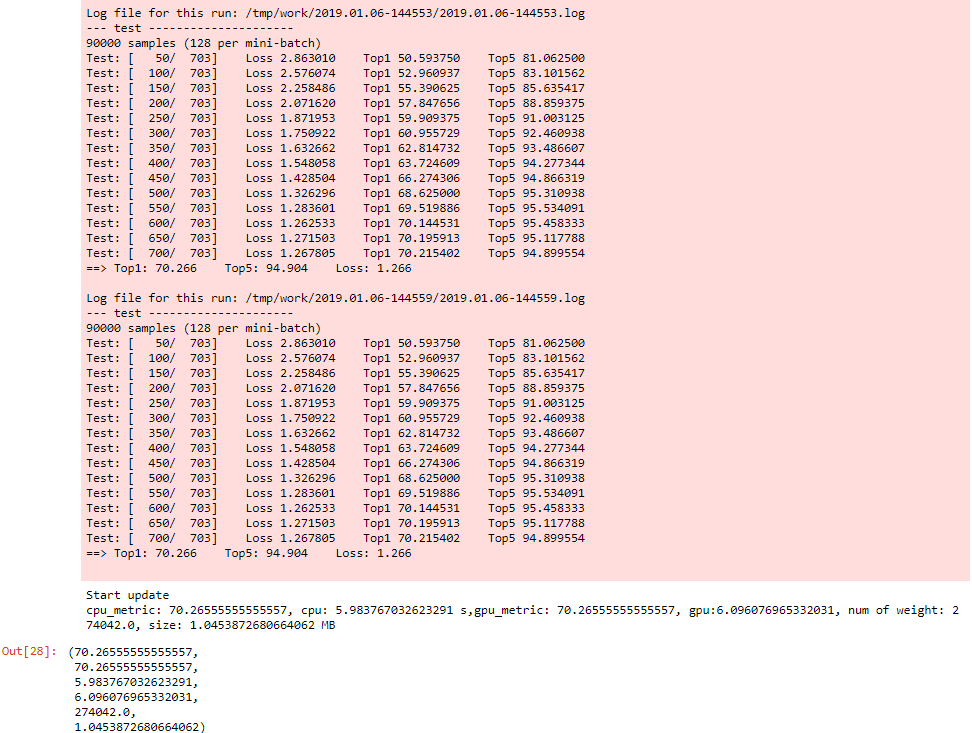 Log file for this run: /tmp/work/2019.01.06-144553/2019.01.06-144553.log
--- test ---------------------
90000 samples (128 per mini-batch)
Test: [   50/  703]    Loss 2.863010    Top1 50.593750    Top5 81.062500
Test: [  100/  703]    Loss 2.576074    Top1 52.960937    Top5 83.101562
Test: [  150/  703]    Loss 2.258486    Top1 55.390625    Top5 85.635417
Test: [  200/  703]    Loss 2.071620    Top1 57.847656    Top5 88.859375
Test: [  250/  703]    Loss 1.871953    Top1 59.909375    Top5 91.003125
Test: [  300/  703]    Loss 1.750922    Top1 60.955729    Top5 92.460938
Test: [  350/  703]    Loss 1.632662    Top1 62.814732    Top5 93.486607
Test: [  400/  703]    Loss 1.548058    Top1 63.724609    Top5 94.277344
Test: [  450/  703]    Loss 1.428504    Top1 66.274306    Top5 94.866319
Test: [  500/  703]    Loss 1.326296    Top1 68.625000    Top5 95.310938
Test: [  550/  703]    Loss 1.283601    Top1 69.519886    Top5 95.534091
Test: [  600/  703]    Loss 1.262533    Top1 70.144531    Top5 95.458333
Test: [  650/  703]    Loss 1.271503    Top1 70.195913    Top5 95.117788
Test: [  700/  703]    Loss 1.267805    Top1 70.215402    Top5 94.899554
==> Top1: 70.266    Top5: 94.904    Loss: 1.266
Log file for this run: /tmp/work/2019.01.06-144559/2019.01.06-144559.log
--- test ---------------------
90000 samples (128 per mini-batch)
Test: [   50/  703]    Loss 2.863010    Top1 50.593750    Top5 81.062500
Test: [  100/  703]    Loss 2.576074    Top1 52.960937    Top5 83.101562
Test: [  150/  703]    Loss 2.258486    Top1 55.390625    Top5 85.635417
Test: [  200/  703]    Loss 2.071620    Top1 57.847656    Top5 88.859375
Test: [  250/  703]    Loss 1.871953    Top1 59.909375    Top5 91.003125
Test: [  300/  703]    Loss 1.750922    Top1 60.955729    Top5 92.460938
Test: [  350/  703]    Loss 1.632662    Top1 62.814732    Top5 93.486607
Test: [  400/  703]    Loss 1.548058    Top1 63.724609    Top5 94.277344
Test: [  450/  703]    Loss 1.428504    Top1 66.274306    Top5 94.866319
Test: [  500/  703]    Loss 1.326296    Top1 68.625000    Top5 95.310938
Test: [  550/  703]    Loss 1.283601    Top1 69.519886    Top5 95.534091
Test: [  600/  703]    Loss 1.262533    Top1 70.144531    Top5 95.458333
Test: [  650/  703]    Loss 1.271503    Top1 70.195913    Top5 95.117788
Test: [  700/  703]    Loss 1.267805    Top1 70.215402    Top5 94.899554
==> Top1: 70.266    Top5: 94.904    Loss: 1.266
Start update
cpu_metric: 70.26555555555557, cpu: 5.983767032623291 s,gpu_metric: 70.26555555555557, gpu:6.096076965332031, num of weight: 2
74042.0, size: 1.0453872680664062 MB
Out[28]: (70.26555555555557,
70.26555555555557,
5.983767032623291,
6.096076965332031,
274042.0,
1.0453872680664062)